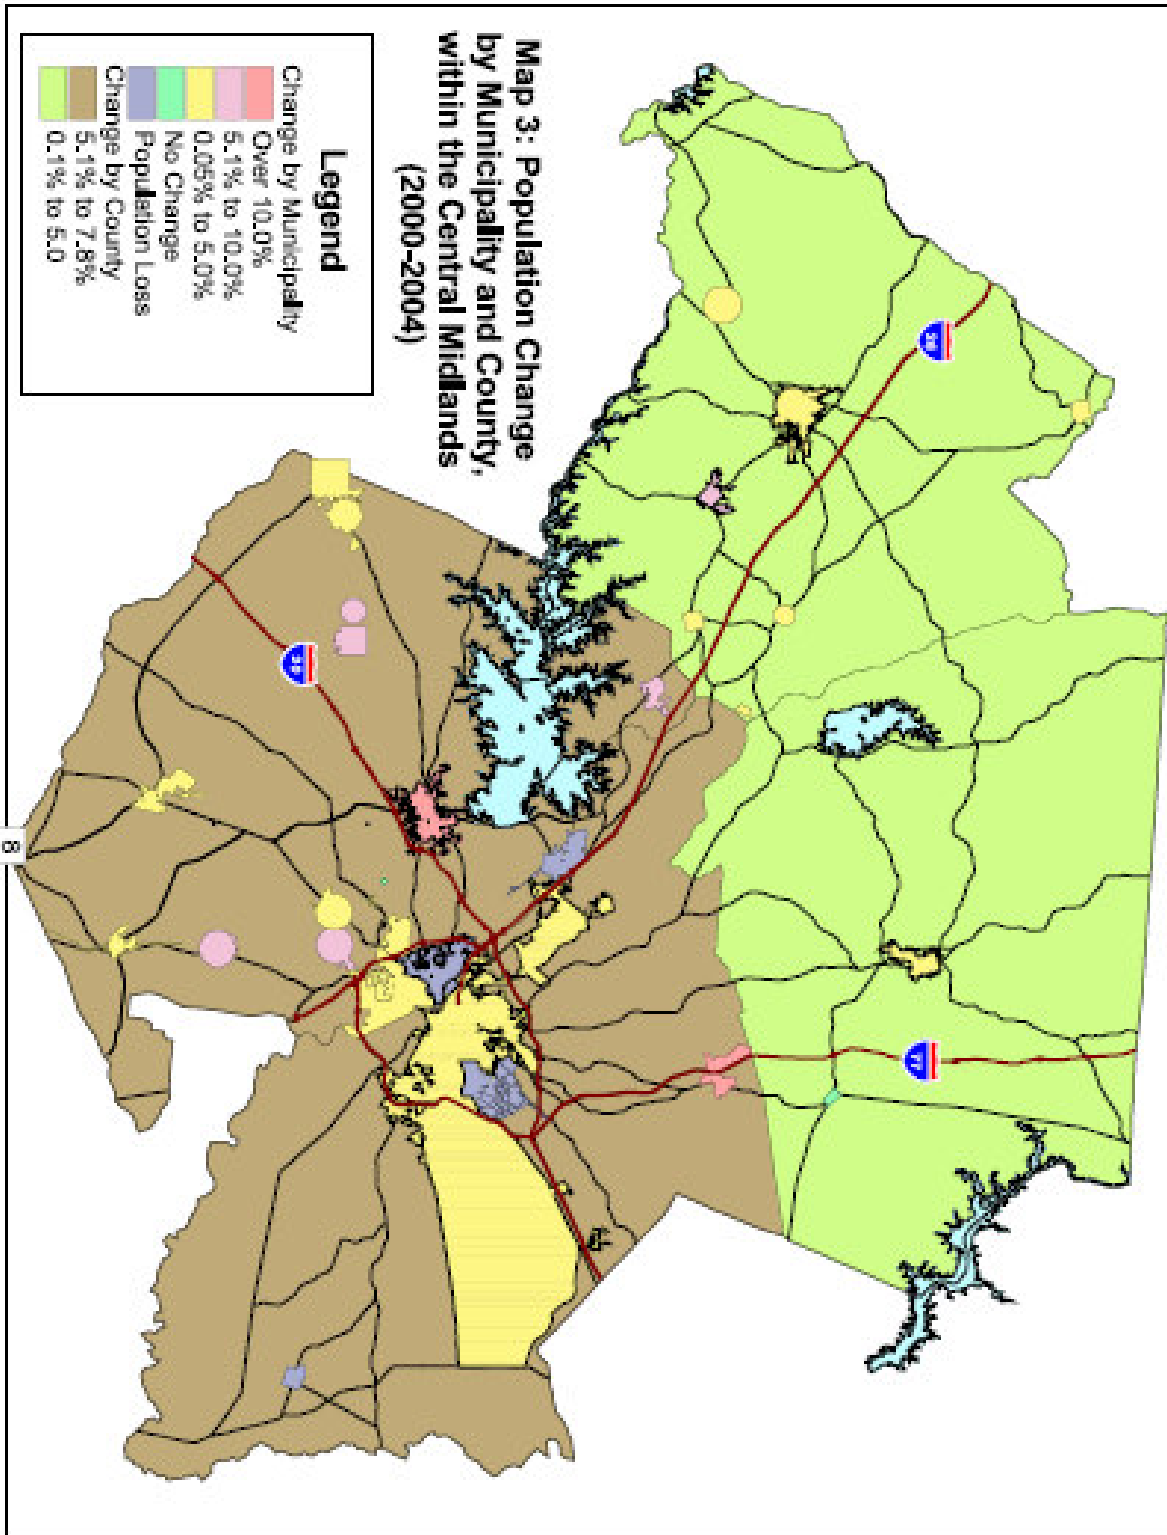 Map 3: Population Change
by Municipality and County,
within the Central Midlands
(2000-2004)
Legend
Change by Municipality
Over 10.0%
5.1% to 10.0%
0.05% to 5.0%
No Change
Population Loss
Change by County
5.1% to 7.8%
0.1% to 5.0
77
8